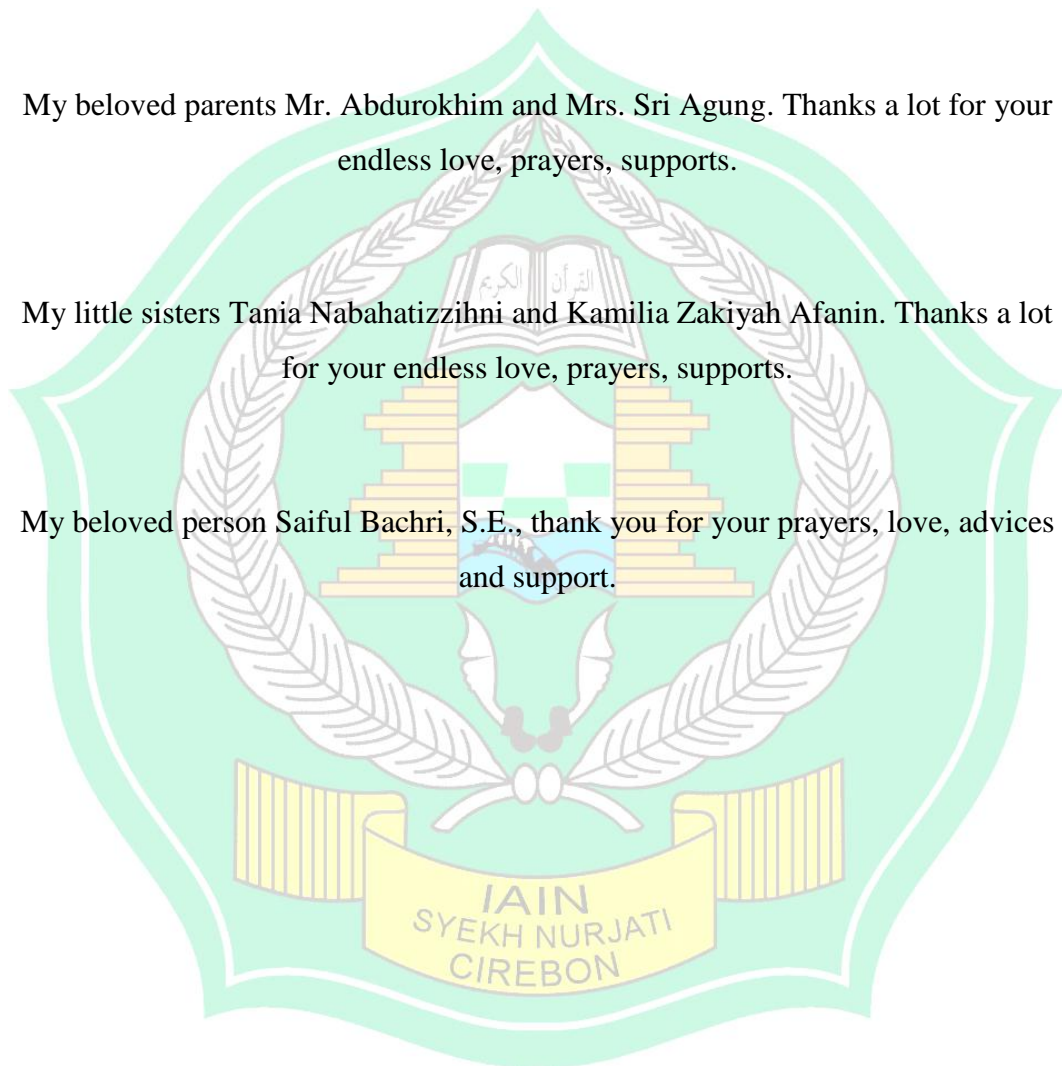 My beloved parents Mr. Abdurokhim and Mrs. Sri Agung. Thanks a lot for your
endless love, prayers, supports.
القرآن الكريم
My little sisters Tania Nabahatizzihni and Kamilia Zakiyah Afanin. Thanks a lot
for your endless love, prayers, supports.
My beloved person Saiful Bachri, S.E., thank you for your prayers, love, advices
and support.
IAIN
SYEKH NURJATI
CIREBON